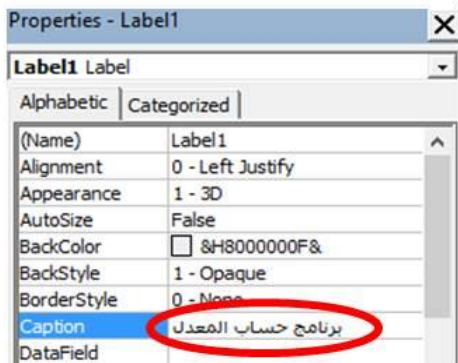 Properties - Label1
Label1 Label
Alphabetic Categorized
(Name) Label1
Alignment 0 - Left Justify
Appearance 1 - 3D
AutoSize False
BackColor &H8000000F&
BackStyle 1 - Opaque
BorderStyle 0 - None
Caption برنامج حساب المعدل
DataField